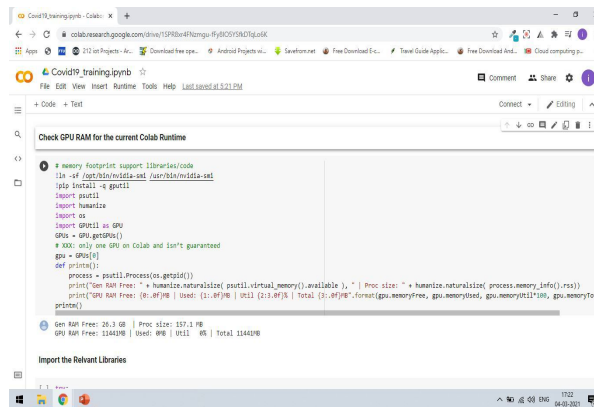 Covid19_training.ipynb - Colabo
colab.research.google.com/drive/1SPRBxr4FNzmgu-fFyBIO5YSfkDTqLo6K
Apps
212 iot Projects - Ar...
Download free ope...
Android Projects wi...
Savefrom.net
Free Download E-c...
Travel Guide Applic...
Free Download And...
Cloud computing p...
Covid19_training.ipynb
Comment
Share
File Edit View Insert Runtime Tools Help Last saved at 5:21 PM
+ Code + Text
Connect
Editing
Check GPU RAM for the current Colab Runtime
# memory footprint support libraries/code
!ln -sf /opt/bin/nvidia-smi /usr/bin/nvidia-smi
!pip install -q gputil
import psutil
import humanize
import os
import GPUtil as GPU
GPUs = GPU.getGPUs()
# XXX: only one GPU on Colab and isn't guaranteed
gpu = GPUs[0]
def printm():
process = psutil.Process(os.getpid())
print("Gen RAM Free: " + humanize.naturalsize( psutil.virtual_memory().available ), " | Proc size: " + humanize.naturalsize( process.memory_info().rss))
print("GPU RAM Free: {0:.0f}MB | Used: {1:.0f}MB | Util {2:3.0f}% | Total {3:.0f}MB".format(gpu.memoryFree, gpu.memoryUsed, gpu.memoryUtil*100, gpu.memoryTo
printm()
Gen RAM Free: 26.3 GB | Proc size: 157.1 MB
GPU RAM Free: 11441MB | Used: 0MB | Util 0% | Total 11441MB
Import the Relvant Libraries
ENG
17:22
04-03-2021